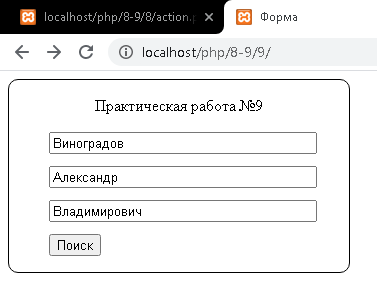 localhost/php/8-9/8/action.p
Форма
localhost/php/8-9/9/
Практическая работа №9
Виноградов
Александр
Владимирович
Поиск